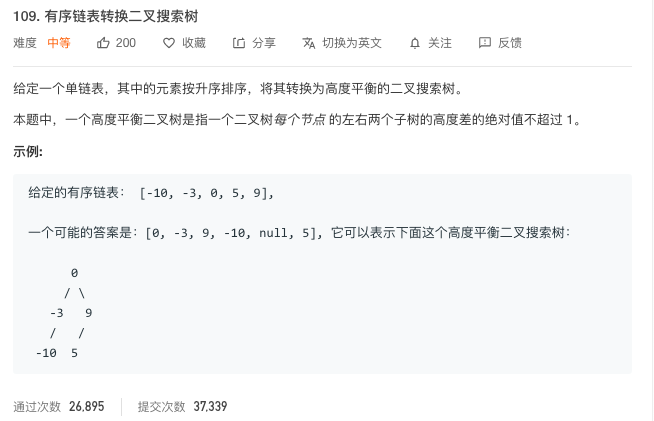 109. 有序链表转换二叉搜索树
难度 中等 200 收藏 分享 切换为英文 关注 反馈
给定一个单链表，其中的元素按升序排序，将其转换为高度平衡的二叉搜索树。
本题中，一个高度平衡二叉树是指一个二叉树每个节点 的左右两个子树的高度差的绝对值不超过 1。
示例:
给定的有序链表： [-10, -3, 0, 5, 9],
一个可能的答案是：[0, -3, 9, -10, null, 5], 它可以表示下面这个高度平衡二叉搜索树：
0
/ \
-3 9
/ /
-10 5
通过次数 26,895 提交次数 37,339